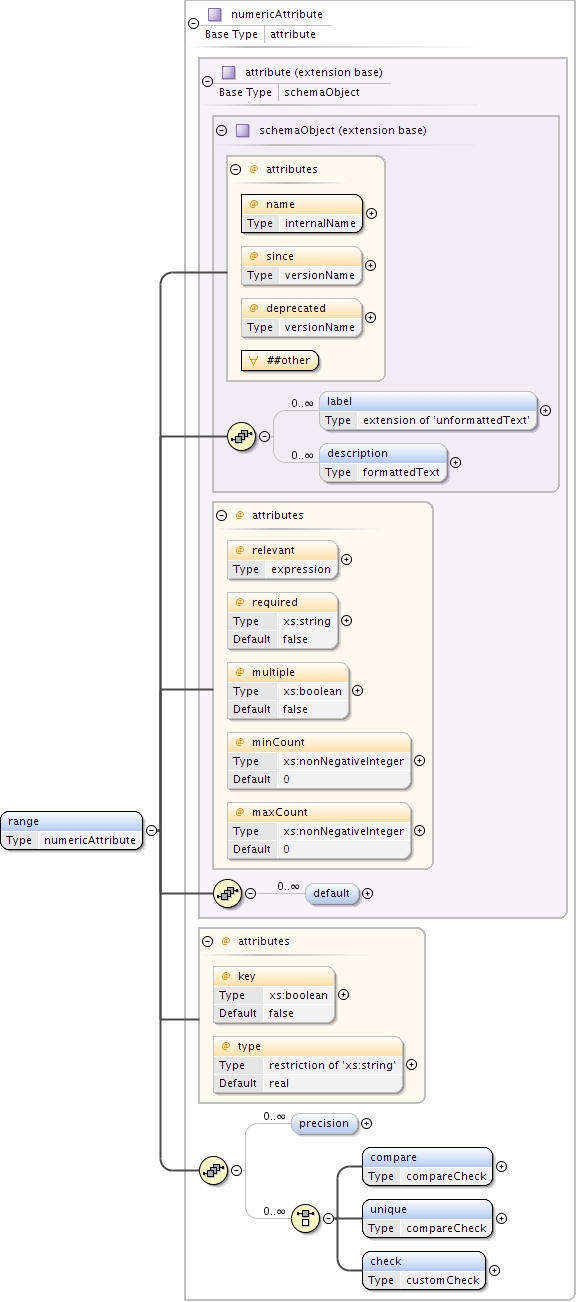 numericAttribute
Base Type attribute
attribute (extension base)
Base Type schemaObject
schemaObject (extension base)
@ attributes
@ name
Type internalName
@ since
Type versionName
@ deprecated
Type versionName
∀ ##other
0..∞ label
Type extension of 'unformattedText'
0..∞ description
Type formattedText
@ attributes
@ relevant
Type expression
@ required
Type xs:string
Default false
@ multiple
Type xs:boolean
Default false
@ minCount
Type xs:nonNegativeInteger
Default 0
@ maxCount
Type xs:nonNegativeInteger
Default 0
range
Type numericAttribute
0..∞ default
@ attributes
@ key
Type xs:boolean
Default false
@ type
Type restriction of 'xs:string'
Default real
0..∞ precision
0..∞
compare
Type compareCheck
unique
Type compareCheck
check
Type customCheck